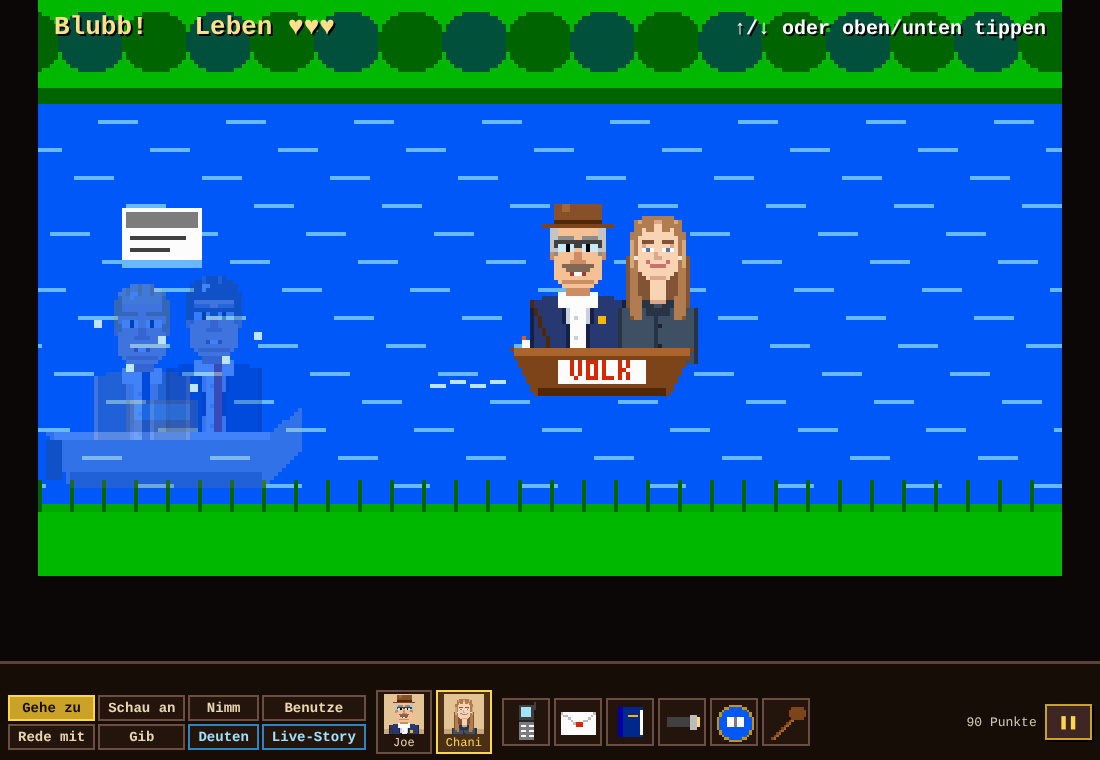 Blubb! Leben ♥♥♥
↑/↓ oder oben/unten tippen
VOLK
Gehe zu Schau an Nimm Benutze
Rede mit Gib Deuten Live-Story
Joe Chani
90 Punkte